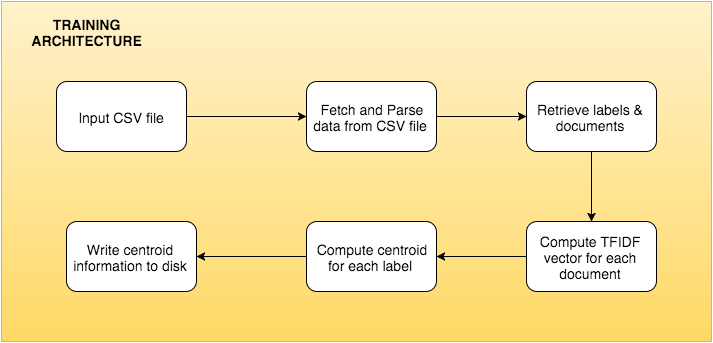 TRAINING
ARCHITECTURE
Input CSV file
Fetch and Parse
data from CSV file
Retrieve labels &
documents
Compute TFIDF
vector for each
document
Compute centroid
for each label
Write centroid
information to disk